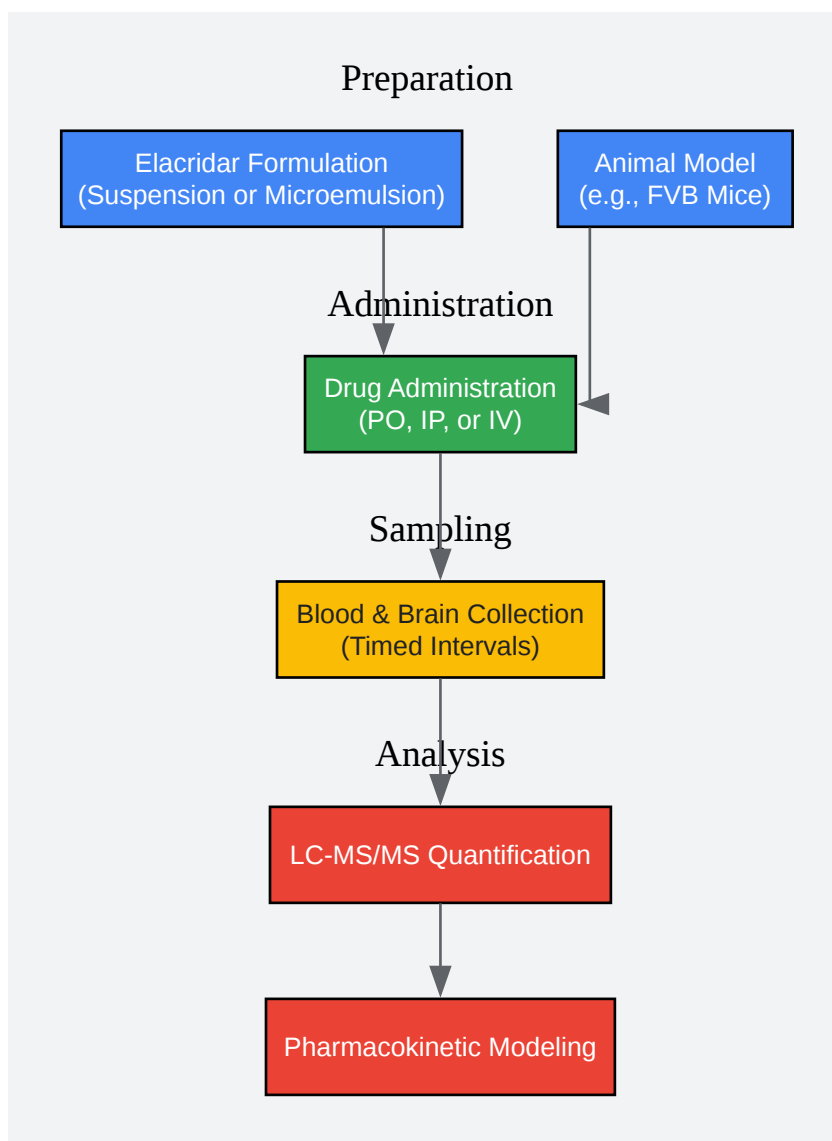 Preparation
Elacridar Formulation
(Suspension or Microemulsion)
Animal Model
(e.g., FVB Mice)
Administration
Drug Administration
(PO, IP, or IV)
Sampling
Blood & Brain Collection
(Timed Intervals)
Analysis
LC-MS/MS Quantification
Pharmacokinetic Modeling